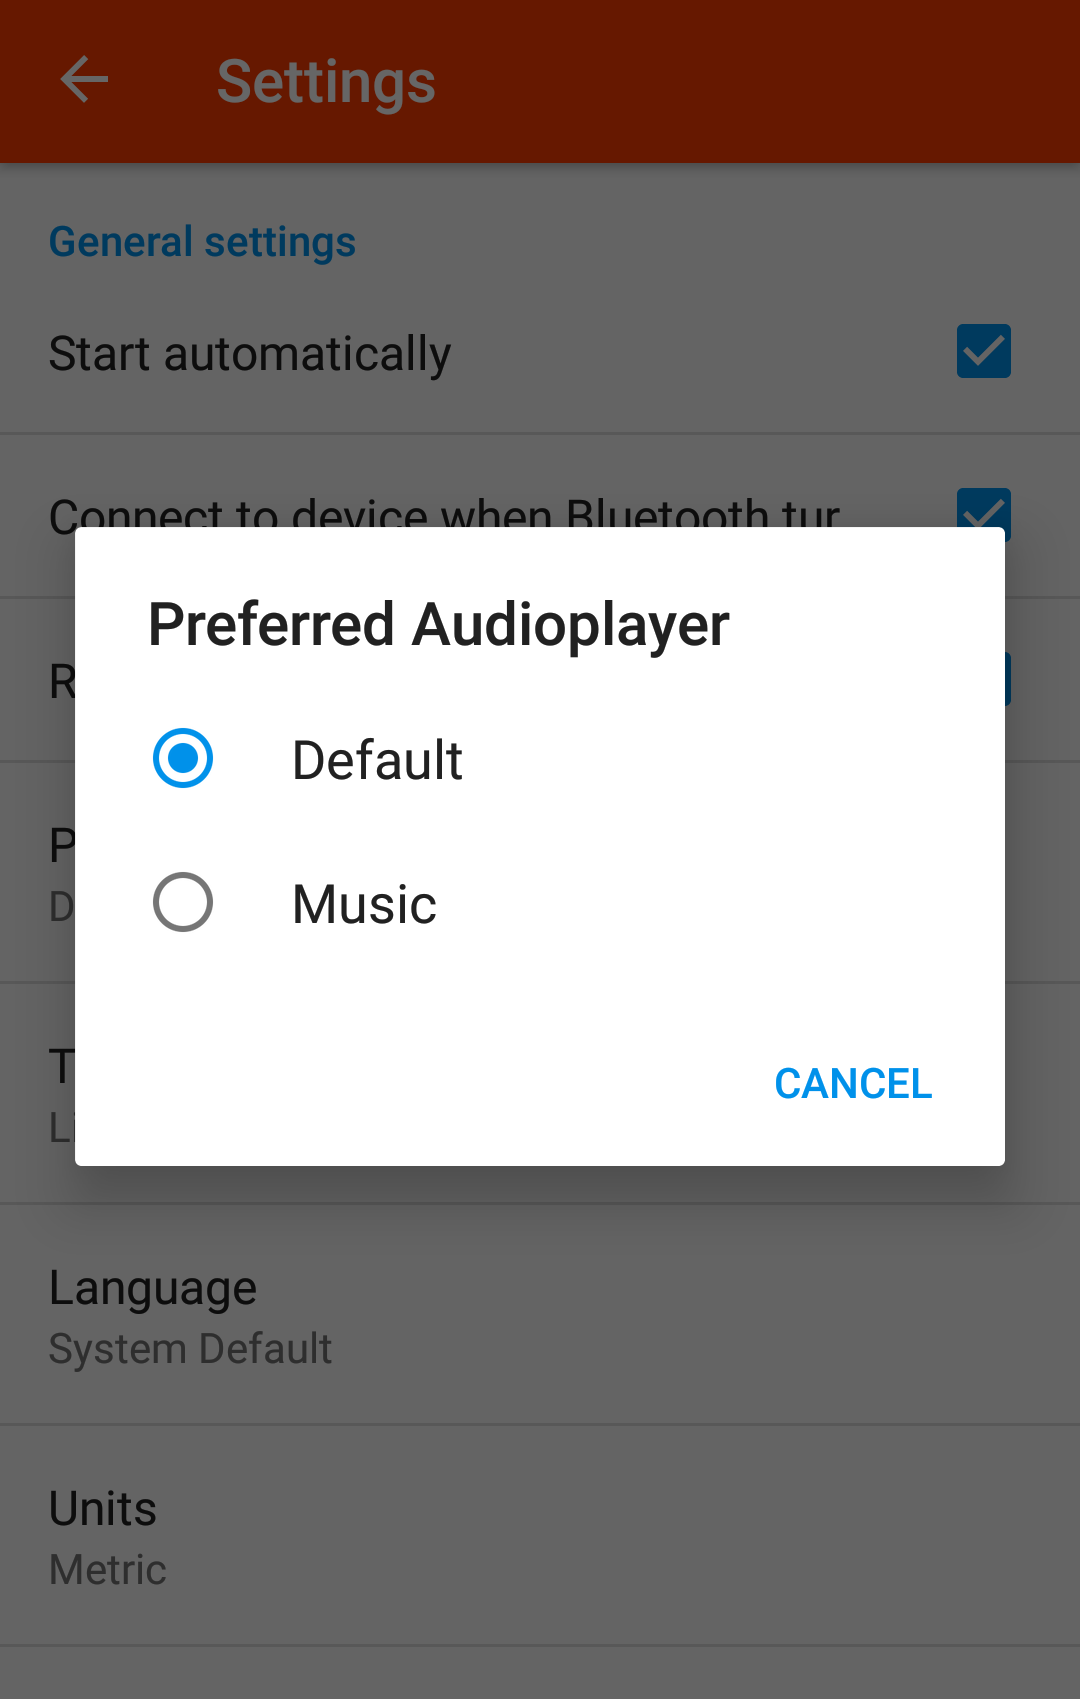 Settings
General settings
Start automatically
Connect to device when Bluetooth tur
Preferred Audioplayer
Default
Music
CANCEL
Language
System Default
Units
Metric